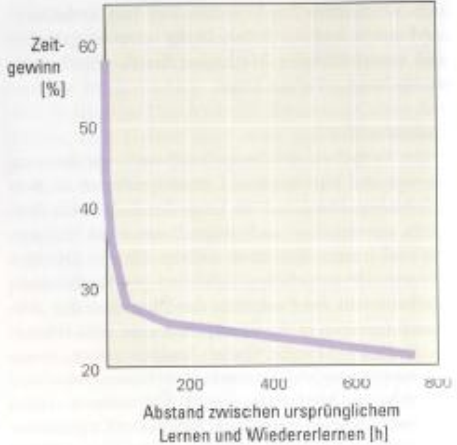 Zeit-
gewinn
[%]
60
50
40
30
20
200 400 600 800
Abstand zwischen ursprünglichem
Lernen und Wiedererlernen [h]